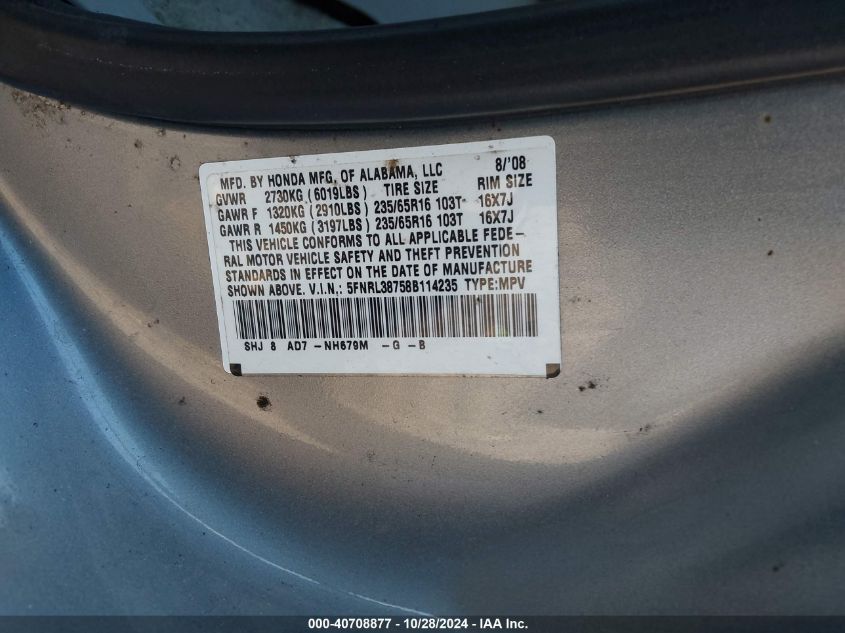 MFD. BY HONDA MFG. OF ALABAMA, LLC 8/'08
GVWR 2730KG (6019LBS) TIRE SIZE RIM SIZE
GAWR F 1320KG (2910LBS) 235/65R16 103T 16X7J
GAWR R 1450KG (3197LBS) 235/65R16 103T 16X7J
THIS VEHICLE CONFORMS TO ALL APPLICABLE FEDE-
RAL MOTOR VEHICLE SAFETY AND THEFT PREVENTION
STANDARDS IN EFFECT ON THE DATE OF MANUFACTURE
SHOWN ABOVE. V.I.N.: 5FNRL38758B114235 TYPE:MPV
SHJ 8 AD7 -NH679M -G -B
000-40708877 - 10/28/2024 - IAA Inc.